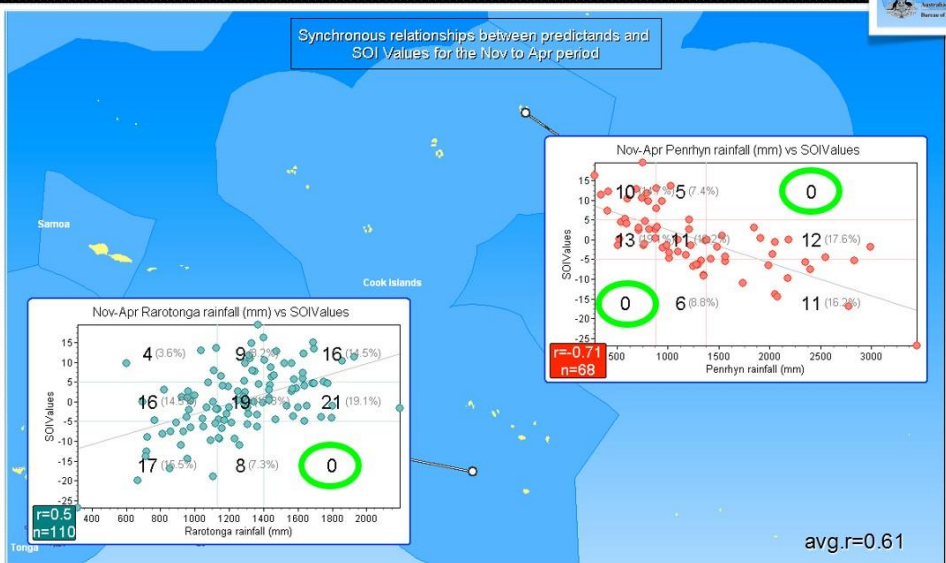 Australia
Bureau of
Synchronous relationships between predictands and
SOI Values for the Nov to Apr period
Samoa
Cook Islands
Tonga
Nov-Apr Penrhyn rainfall (mm) vs SOIValues
SOIValues
15
10
5
0
-5
-10
-15
-20
-25
10
5 (7.4%)
0
13
11
12 (17.6%)
0
6 (8.8%)
11 (16.2%)
500
1000
1500
2000
2500
3000
Penrhyn rainfall (mm)
r=-0.71
n=68
Nov-Apr Rarotonga rainfall (mm) vs SOIValues
SOIValues
15
10
5
0
-5
-10
-15
-20
-25
4 (3.6%)
9
16
16
19
21 (19.1%)
17
8 (7.3%)
0
400
600
800
1000
1200
1400
1600
1800
2000
Rarotonga rainfall (mm)
r=0.5
n=110
avg.r=0.61